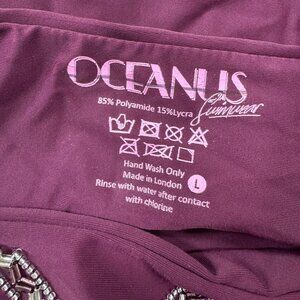 OCEANUS
Swimwear
85% Polyamide 15%Lycra
Hand Wash Only
Made in London
L
Rinse with water after contact
with chlorine